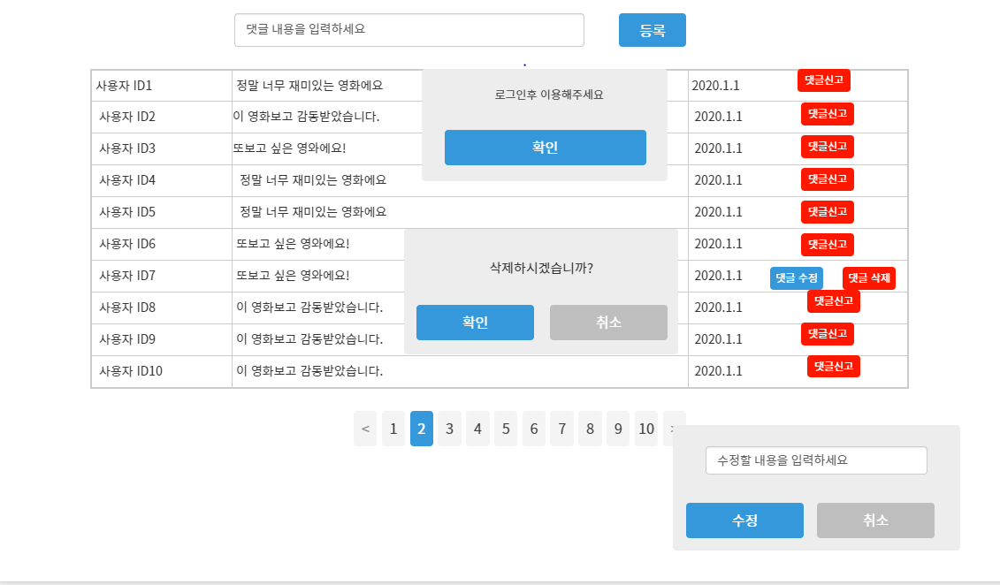 댓글 내용을 입력하세요 등록
사용자 ID1 정말 너무 재미있는 영화에요 2020.1.1 댓글신고
로그인후 이용해주세요
사용자 ID2 이 영화보고 감동받았습니다. 2020.1.1 댓글신고
사용자 ID3 또보고 싶은 영와에요! 확인 2020.1.1 댓글신고
사용자 ID4 정말 너무 재미있는 영화에요 2020.1.1 댓글신고
사용자 ID5 정말 너무 재미있는 영화에요 2020.1.1 댓글신고
사용자 ID6 또보고 싶은 영와에요! 2020.1.1 댓글신고
삭제하시겠습니까?
사용자 ID7 또보고 싶은 영와에요! 2020.1.1 댓글 수정 댓글 삭제
사용자 ID8 이 영화보고 감동받았습니다. 2020.1.1 댓글신고
확인 취소
사용자 ID9 이 영화보고 감동받았습니다. 2020.1.1 댓글신고
사용자 ID10 이 영화보고 감동받았습니다. 2020.1.1 댓글신고
< 1 2 3 4 5 6 7 8 9 10 >
수정할 내용을 입력하세요
수정 취소